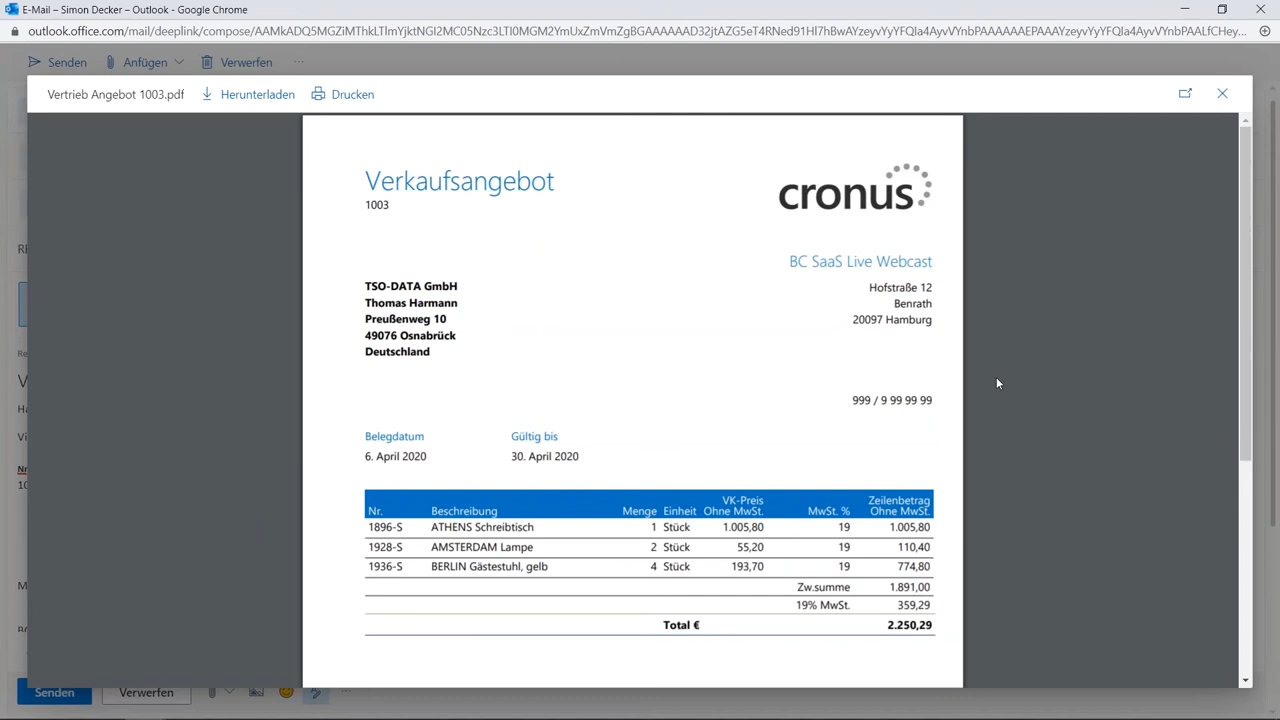 E-Mail – Simon Decker – Outlook - Google Chrome
outlook.office.com/mail/deeplink/compose/
Senden Anfügen Verwerfen ...
Vertrieb Angebot 1003.pdf Herunterladen Drucken
Verkaufsangebot
1003
cronus
BC SaaS Live Webcast
TSO-DATA GmbH
Hofstraße 12
Thomas Harmann
Benrath
Preußenweg 10
20097 Hamburg
49076 Osnabrück
Deutschland
999 / 9 99 99 99
Belegdatum Gültig bis
6. April 2020 30. April 2020
VK-Preis Zeilenbetrag
Nr. Beschreibung Menge Einheit Ohne MwSt. MwSt. % Ohne MwSt.
1896-S ATHENS Schreibtisch 1 Stück 1.005,80 19 1.005,80
1928-S AMSTERDAM Lampe 2 Stück 55,20 19 110,40
1936-S BERLIN Gästestuhl, gelb 4 Stück 193,70 19 774,80
Zw.summe 1.891,00
19% MwSt. 359,29
Total € 2.250,29
Senden Verwerfen ...